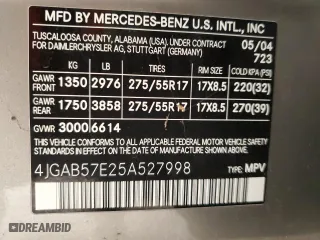 MFD BY MERCEDES-BENZ U.S. INTL., INC
TUSCALOOSA COUNTY, ALABAMA (USA). UNDER CONTRACT
FOR DAIMLERCHRYSLER AG, STUTTGART (GERMANY)
05/04
723
KG LB TIRE SIZE RIM SIZE COLD KPA (PSI)
GAWR FRONT 1350 2976 275/55R17 17X8.5 220(32)
GAWR REAR 1750 3858 275/55R17 17X8.5 270(39)
GVWR 3000 6614
THIS VEHICLE CONFORMS TO ALL APPLICABLE FEDERAL MOTOR VEHICLE
SAFETY STANDARDS IN EFFECT ON THE DATE OF MANUFACTURE SHOWN ABOVE.
4JGAB57E25A527998 TYPE: MPV
D AUTOBIDCAR